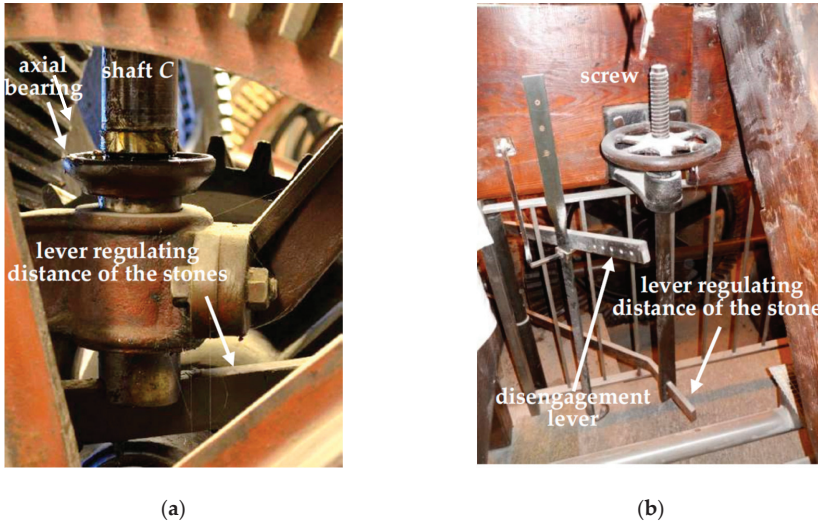 axial
bearing
shaft C
lever regulating
distance of the stones
(a)
screw
lever regulating
distance of the stone
disengagement
lever
(b)